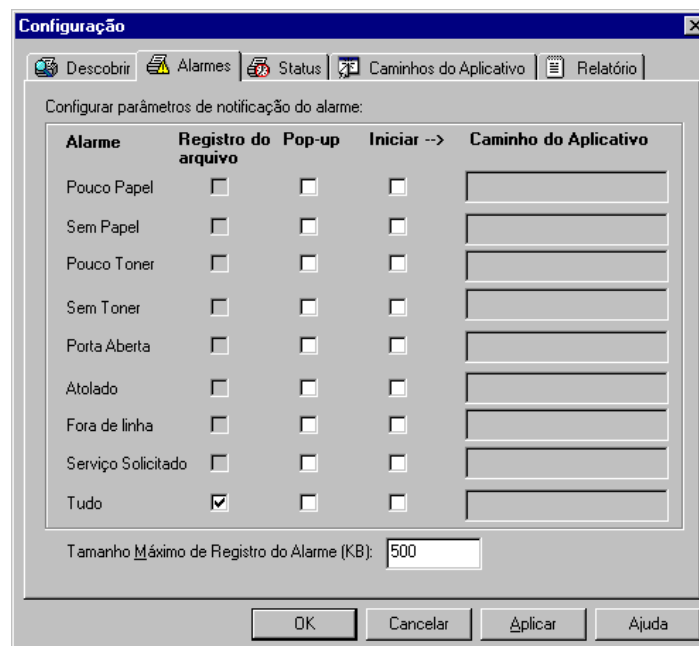 Configuração
Descobrir Alarmes Status Caminhos do Aplicativo Relatório
Configurar parâmetros de notificação do alarme:
Alarme Registro do arquivo Pop-up Iniciar --> Caminho do Aplicativo
Pouco Papel
Sem Papel
Pouco Toner
Sem Toner
Porta Aberta
Atolado
Fora de linha
Serviço Solicitado
Tudo
Tamanho Máximo de Registro do Alarme (KB): 500
OK Cancelar Aplicar Ajuda